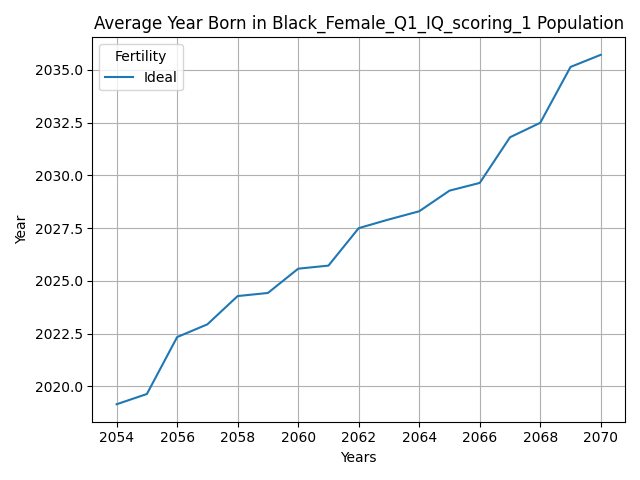 Average Year Born in Black_Female_Q1_IQ_scoring_1 Population
Fertility
Ideal
2035.0
2032.5
2030.0
2027.5
2025.0
2022.5
2020.0
Year
2054 2056 2058 2060 2062 2064 2066 2068 2070
Years